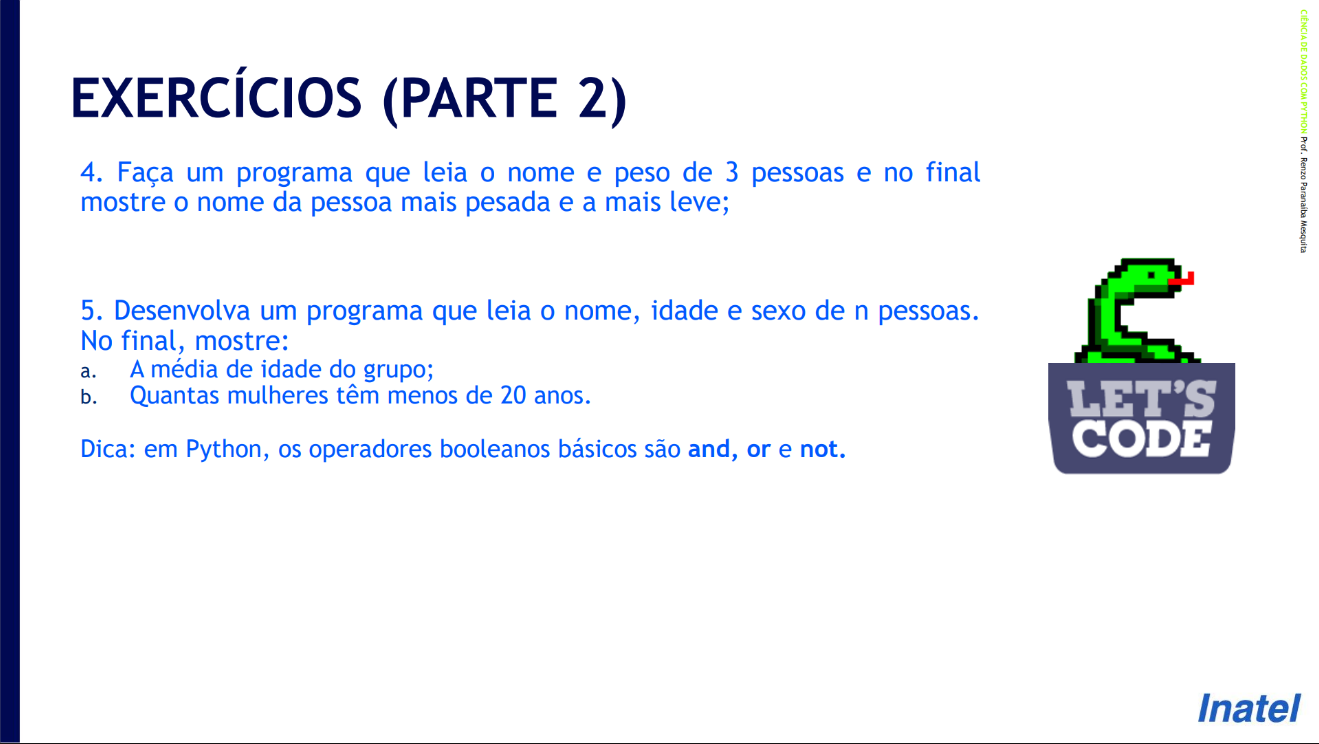 CIÊNCIA DE DADOS COM PYTHON Prof. Renzo Paranaíba Mesquita
EXERCÍCIOS (PARTE 2)
4. Faça um programa que leia o nome e peso de 3 pessoas e no final
mostre o nome da pessoa mais pesada e a mais leve;
5. Desenvolva um programa que leia o nome, idade e sexo de n pessoas.
No final, mostre:
a. A média de idade do grupo;
b. Quantas mulheres têm menos de 20 anos.
Dica: em Python, os operadores booleanos básicos são and, or e not.
LET'S
CODE
Inatel